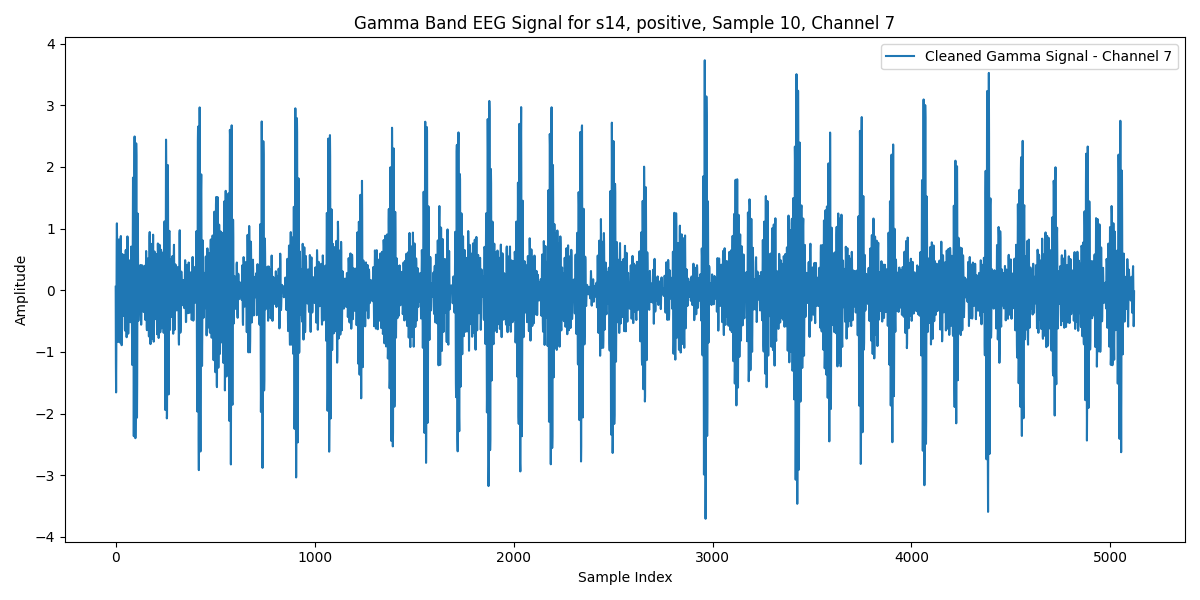 Gamma Band EEG Signal for s14, positive, Sample 10, Channel 7
Cleaned Gamma Signal - Channel 7
Amplitude
4
3
2
1
0
−1
−2
−3
−4
0 1000 2000 3000 4000 5000
Sample Index